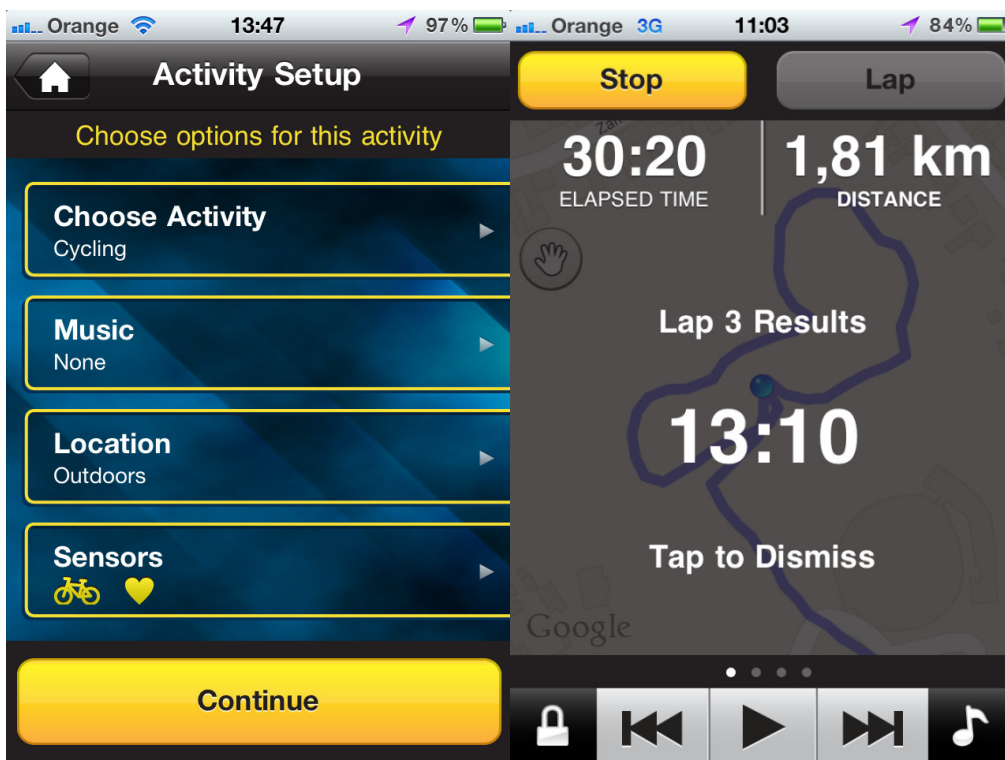 Orange 13:47 97%
Activity Setup
Choose options for this activity
Choose Activity
Cycling
Music
None
Location
Outdoors
Sensors
Continue
Orange 3G 11:03 84%
Stop Lap
30:20 1,81 km
ELAPSED TIME DISTANCE
Lap 3 Results
13:10
Tap to Dismiss
Google